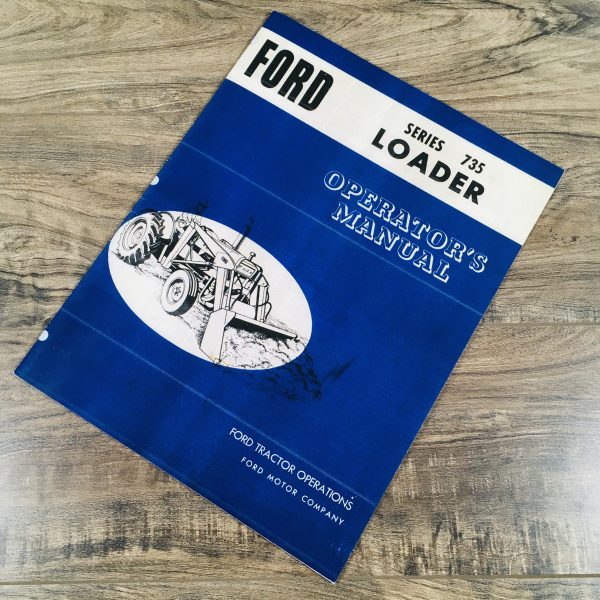 FORD
SERIES 735
LOADER
OPERATOR'S
MANUAL
FORD TRACTOR OPERATIONS
FORD MOTOR COMPANY